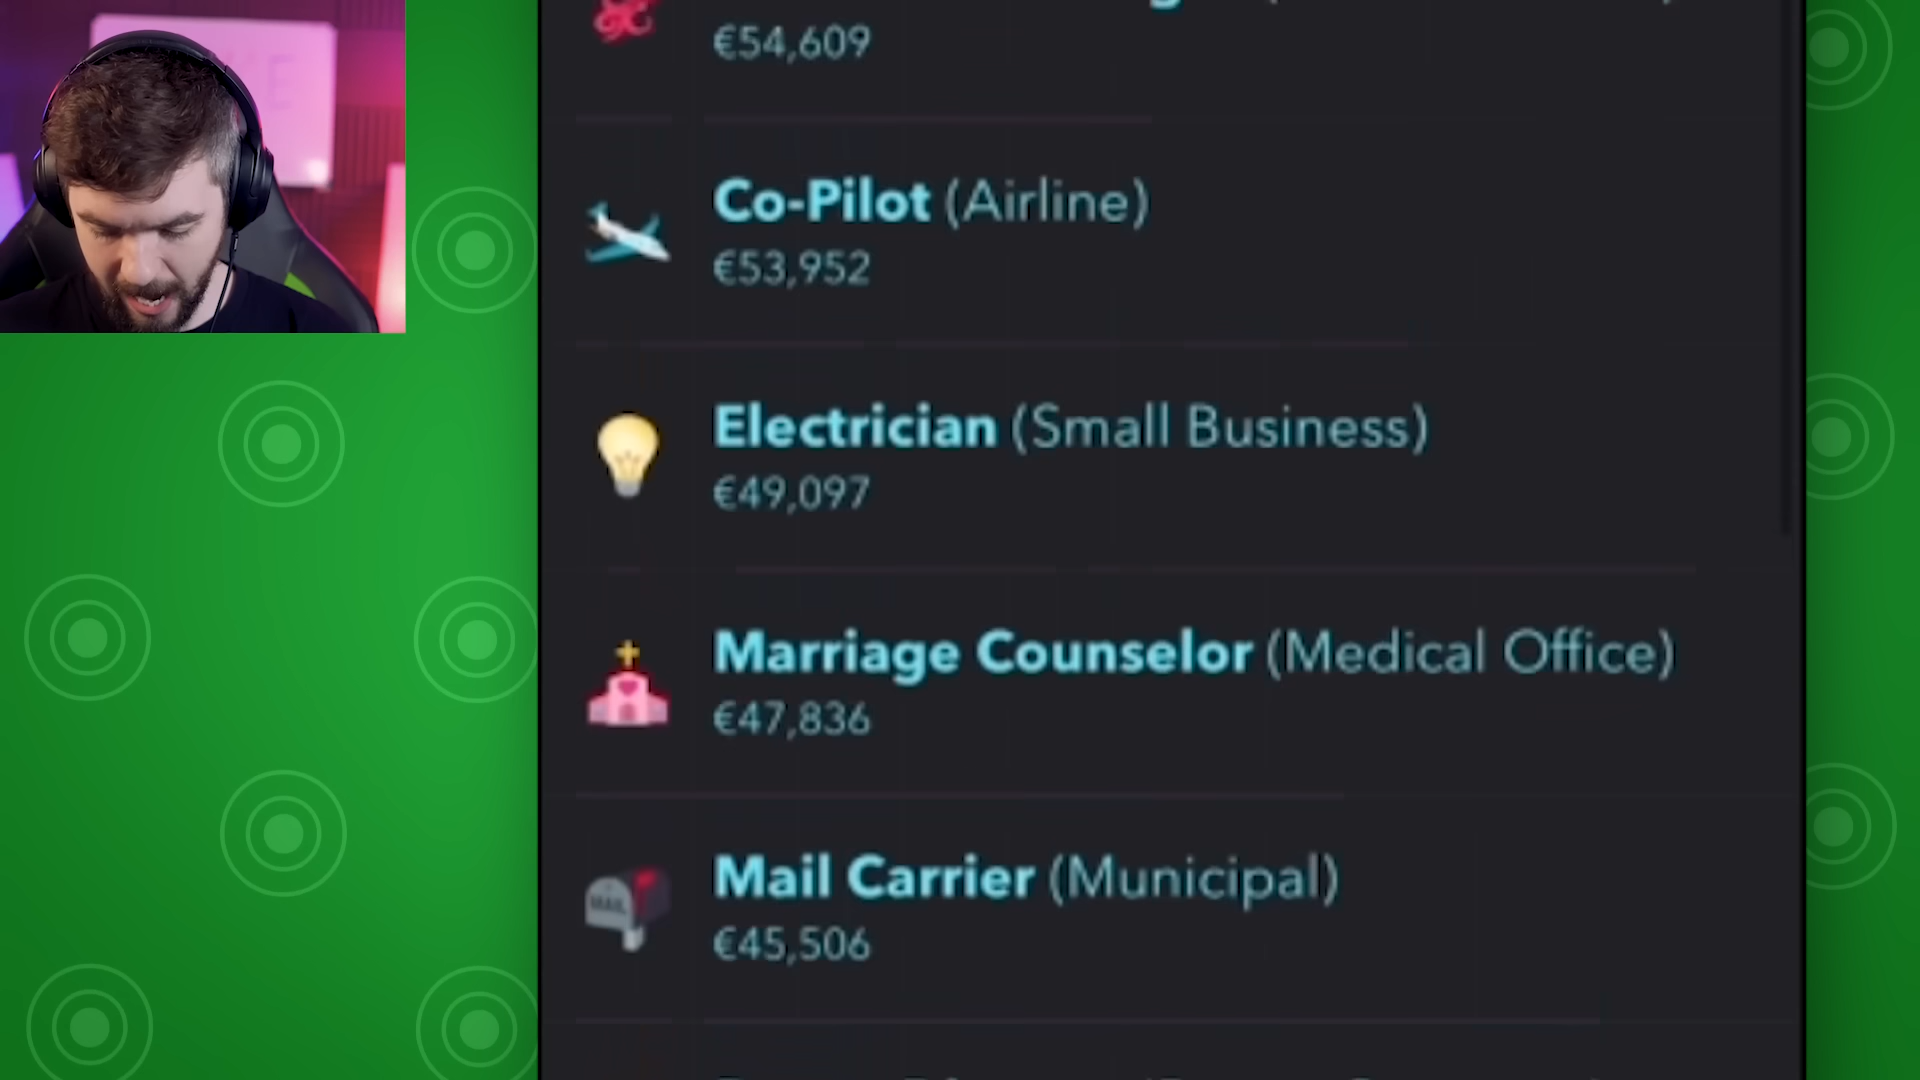 €54,609
Co-Pilot (Airline)
€53,952
Electrician (Small Business)
€49,097
Marriage Counselor (Medical Office)
€47,836
MAIL
Mail Carrier (Municipal)
€45,506